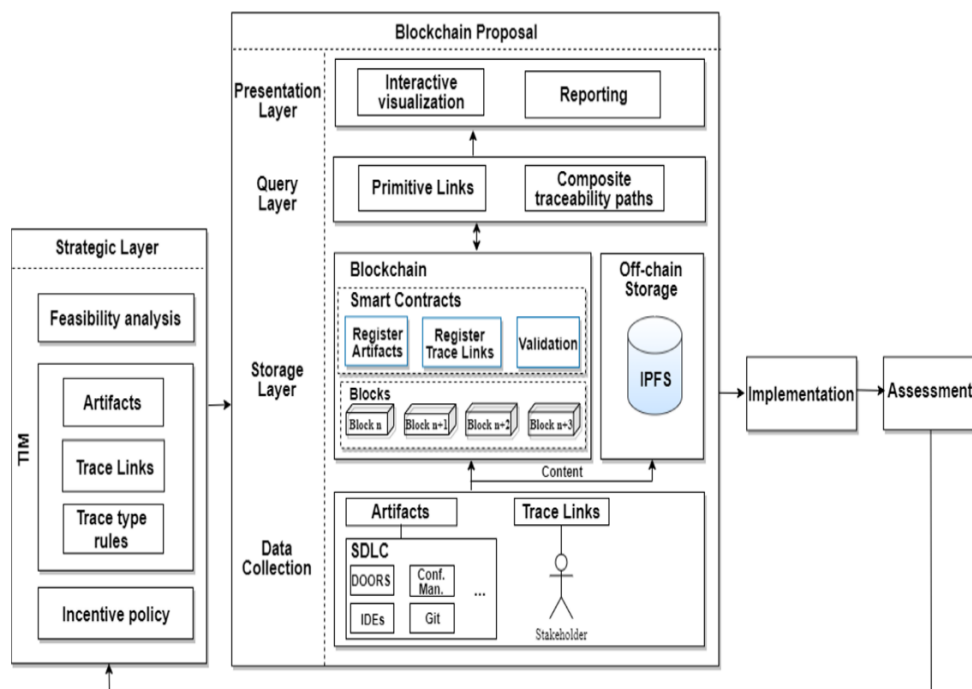 Blockchain Proposal
Presentation
Layer
Interactive
visualization
Reporting
Query
Layer
Primitive Links
Composite
traceability paths
Strategic Layer
Feasibility analysis
TIM
Artifacts
Trace Links
Trace type
rules
Incentive policy
Storage
Layer
Blockchain
Smart Contracts
Register
Artifacts
Register
Trace Links
Validation
Blocks
Block n
Block n+1
Block n+2
Block n+3
Off-chain
Storage
IPFS
Implementation
Assessment
Content
Data
Collection
Artifacts
Trace Links
SDLC
DOORS
Conf.
Man.
...
IDEs
Git
Stakeholder